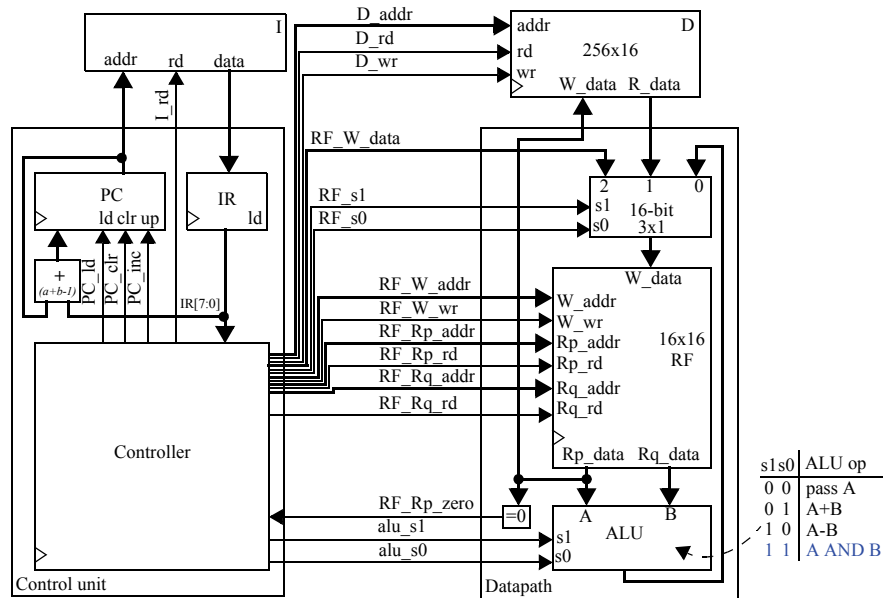 I
addr rd data
I_rd
D_addr
D_rd
D_wr
addr
rd
wr
D
256x16
W_data R_data
RF_W_data
2 1 0
s1
s0
16-bit
3x1
RF_s1
RF_s0
PC
ld clr up
IR
ld
+
(a+b-1)
PC_ld
PC_clr
PC_inc
IR[7:0]
W_data
RF_W_addr
RF_W_wr
RF_Rp_addr
RF_Rp_rd
RF_Rq_addr
RF_Rq_rd
W_addr
W_wr
Rp_addr
Rp_rd
Rq_addr
Rq_rd
16x16
RF
Rp_data Rq_data
Controller
RF_Rp_zero
alu_s1
alu_s0
=0
A B
s1
s0
ALU
s1s0 ALU op
0 0 pass A
0 1 A+B
1 0 A-B
1 1 A AND B
Control unit
Datapath